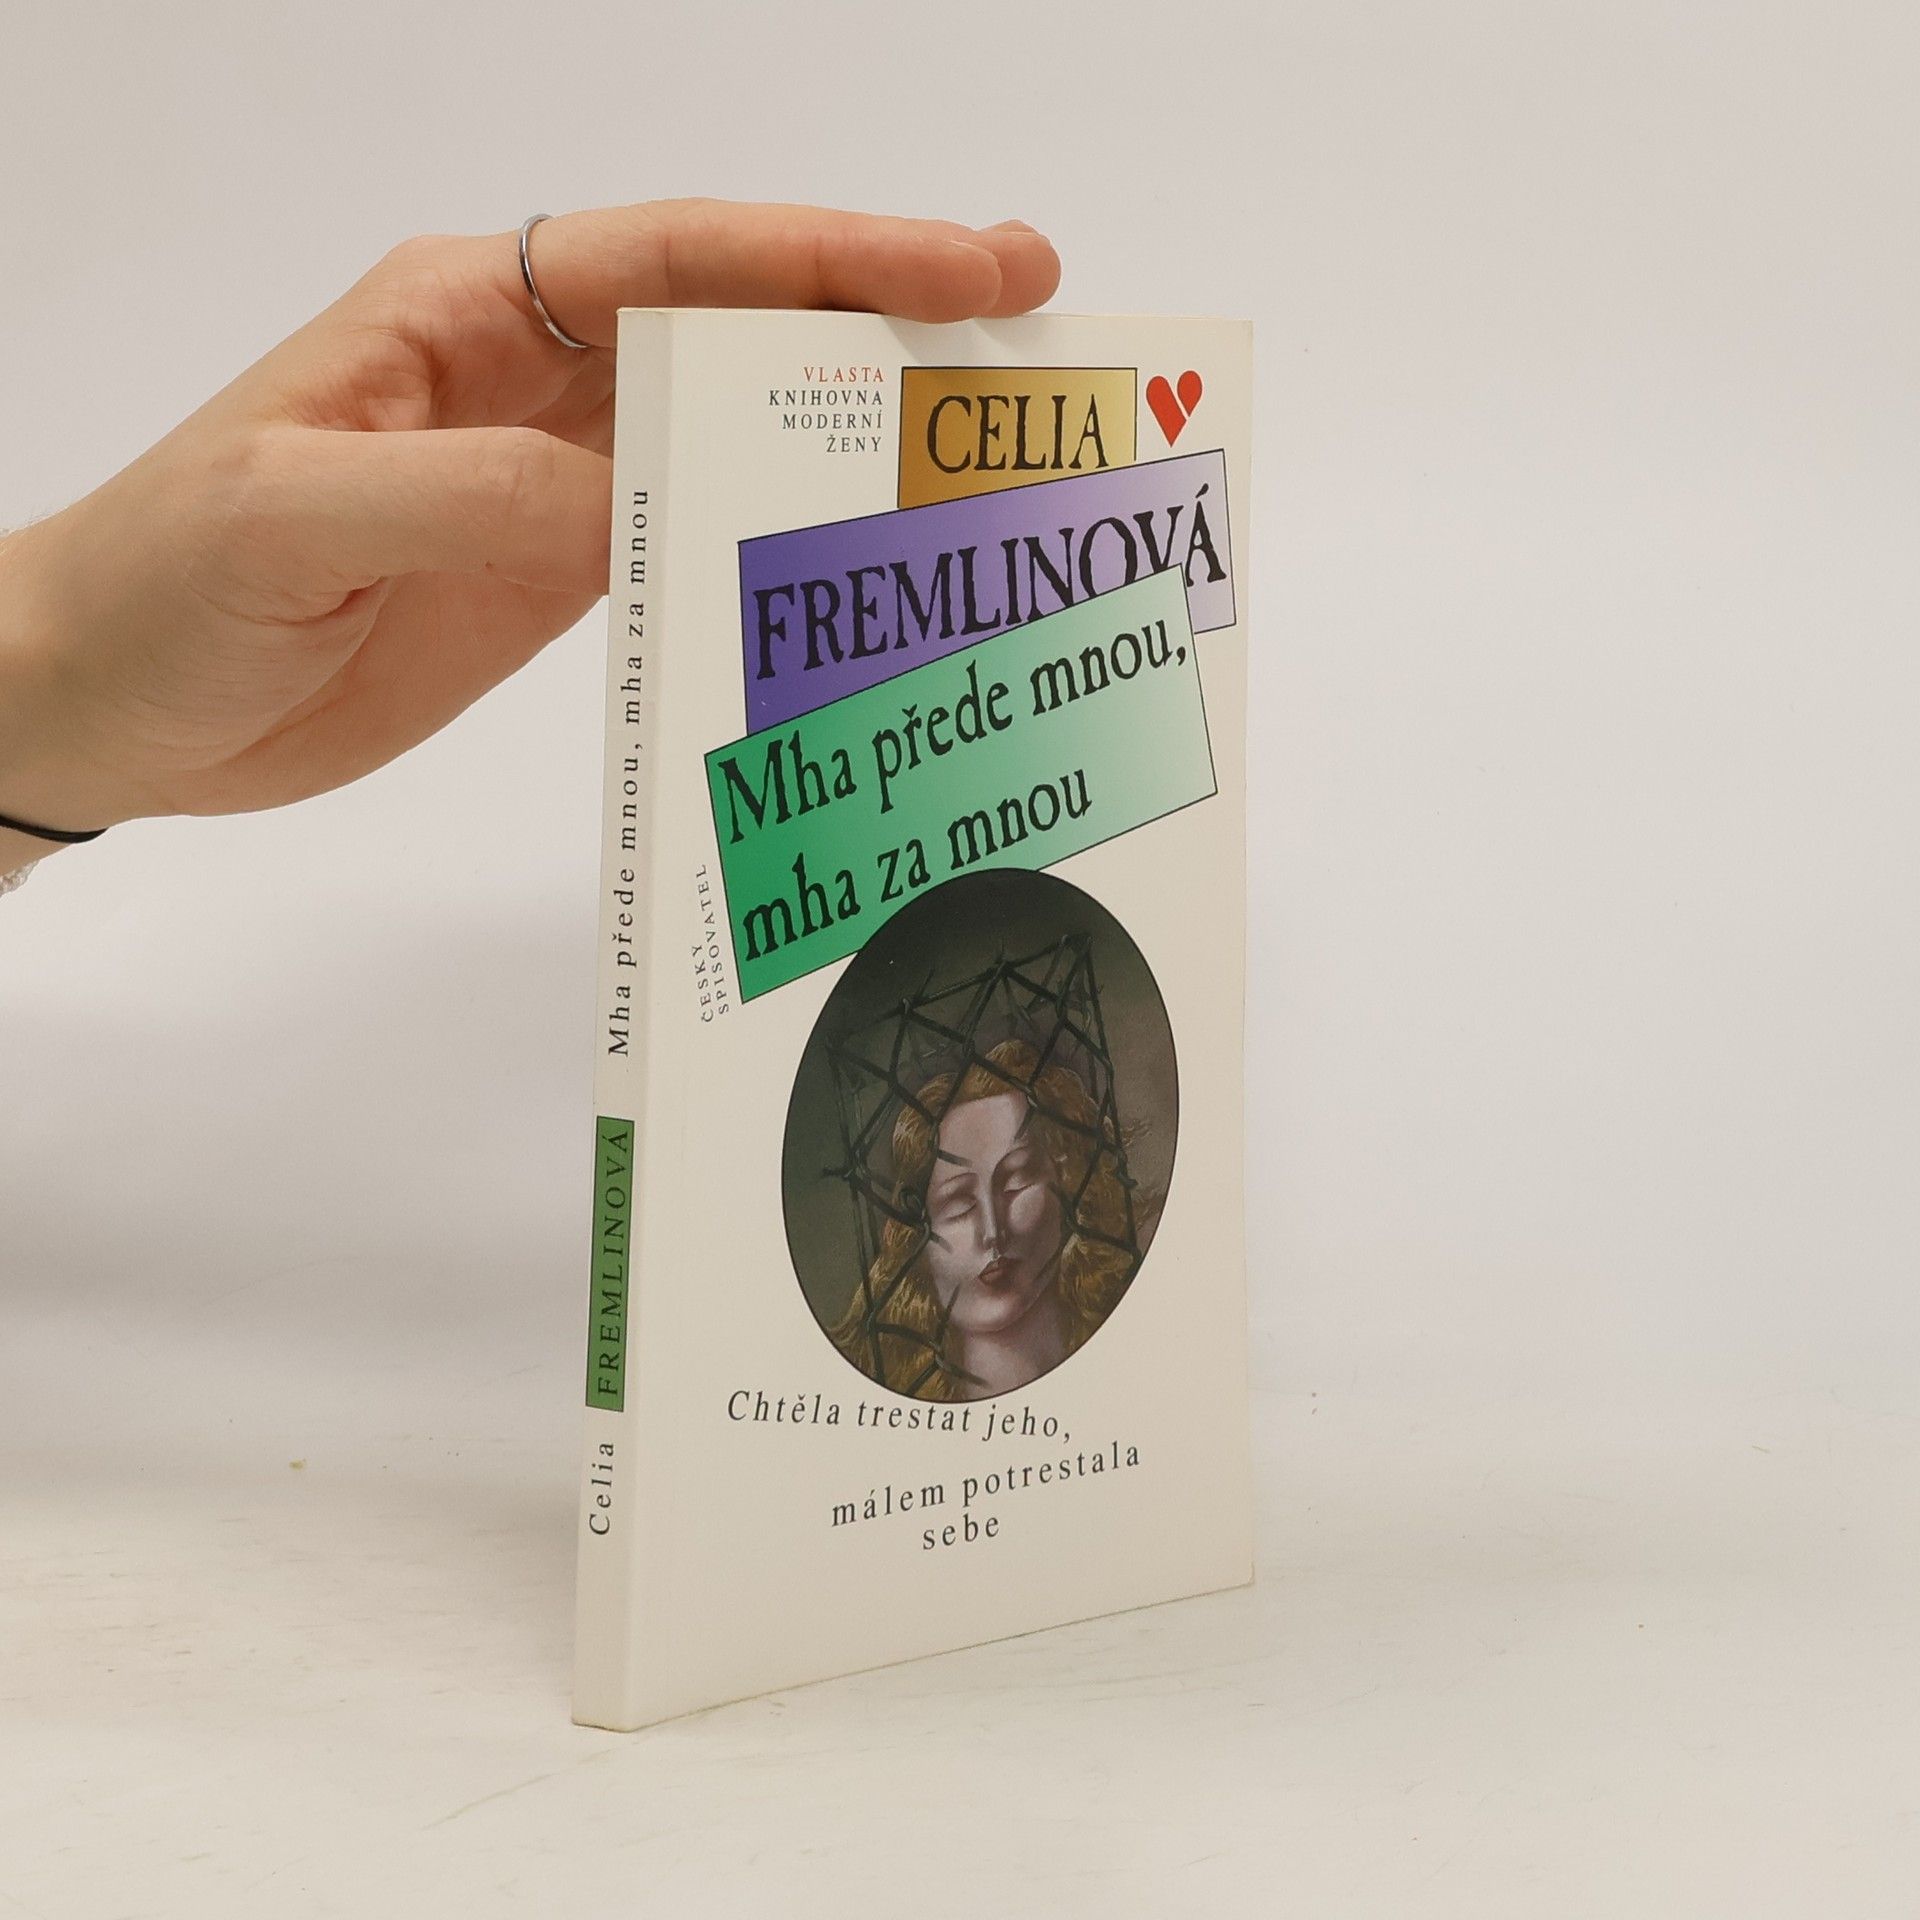 VLASTA
KNIHOVNA
MODERNÍ
ŽENY
CELIA
FREMLINOVÁ
Mha přede mnou,
mha za mnou
ČESKÝ
SPISOVATEL
Chtěla trestat jeho,
málem potrestala
sebe
Celia FREMLINOVÁ Mha přede mnou, mha za mnou